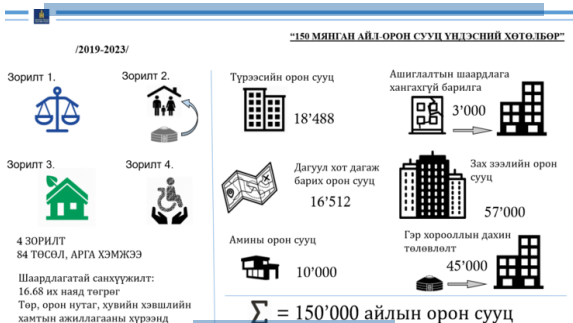 "150 МЯНГАН АЙЛ-ОРОН СУУЦ ҮНДЭСНИЙ ХӨТӨЛБӨР"
/2019-2023/
Зорилт 1.
Зорилт 2.
Зорилт 3.
Зорилт 4.
4 ЗОРИЛТ
84 ТӨСӨЛ, АРГА ХЭМЖЭЭ
Шаардлагатай санхүүжилт:
16.68 их наяд төгрөг
Төр, орон нутаг, хувийн хэвшлийн
хамтын ажиллагааны хүрээнд
Түрээсийн орон сууц
18’488
Ашиглалтын шаардлага
хангахгүй барилга
3’000
Дагуул хот дагаж
барих орон сууц
16’512
Зах зээлийн орон
сууц
57’000
Амины орон сууц
10’000
Гэр хорооллын дахин
төлөвлөлт
45’000
Σ = 150’000 айлын орон сууц